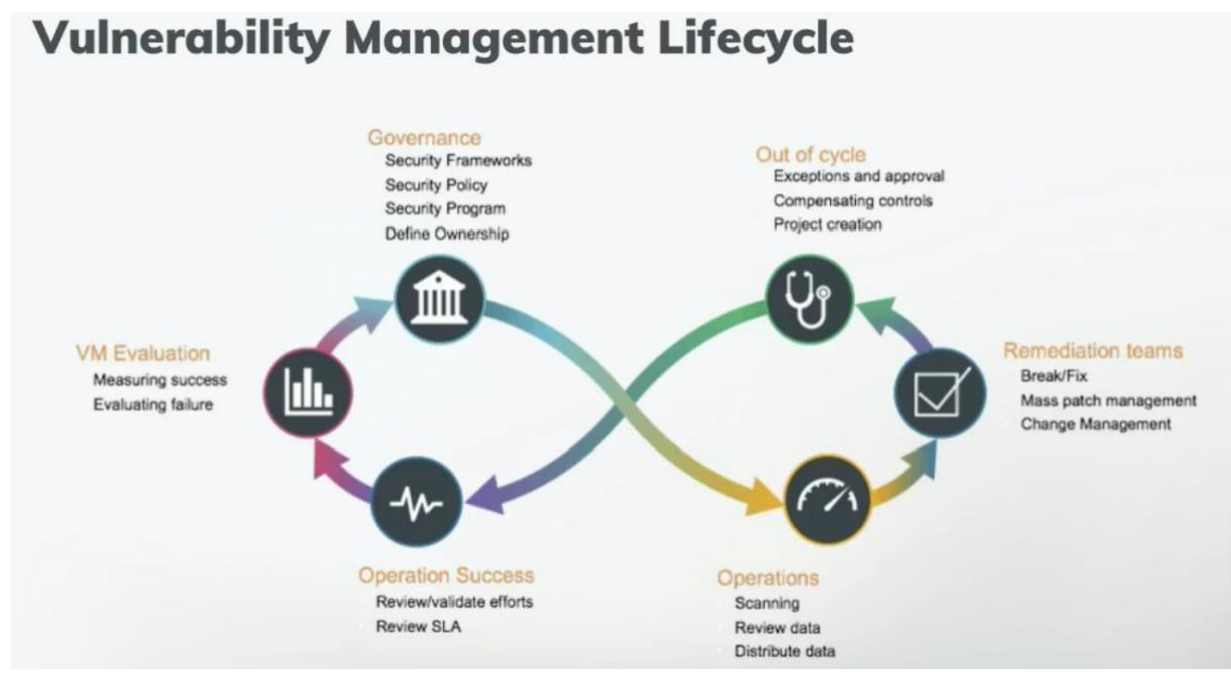 Vulnerability Management Lifecycle
Governance
Security Frameworks
Security Policy
Security Program
Define Ownership
Out of cycle
Exceptions and approval
Compensating controls
Project creation
VM Evaluation
Measuring success
Evaluating failure
Remediation teams
Break/Fix
Mass patch management
Change Management
Operation Success
Review/validate efforts
Review SLA
Operations
Scanning
Review data
Distribute data